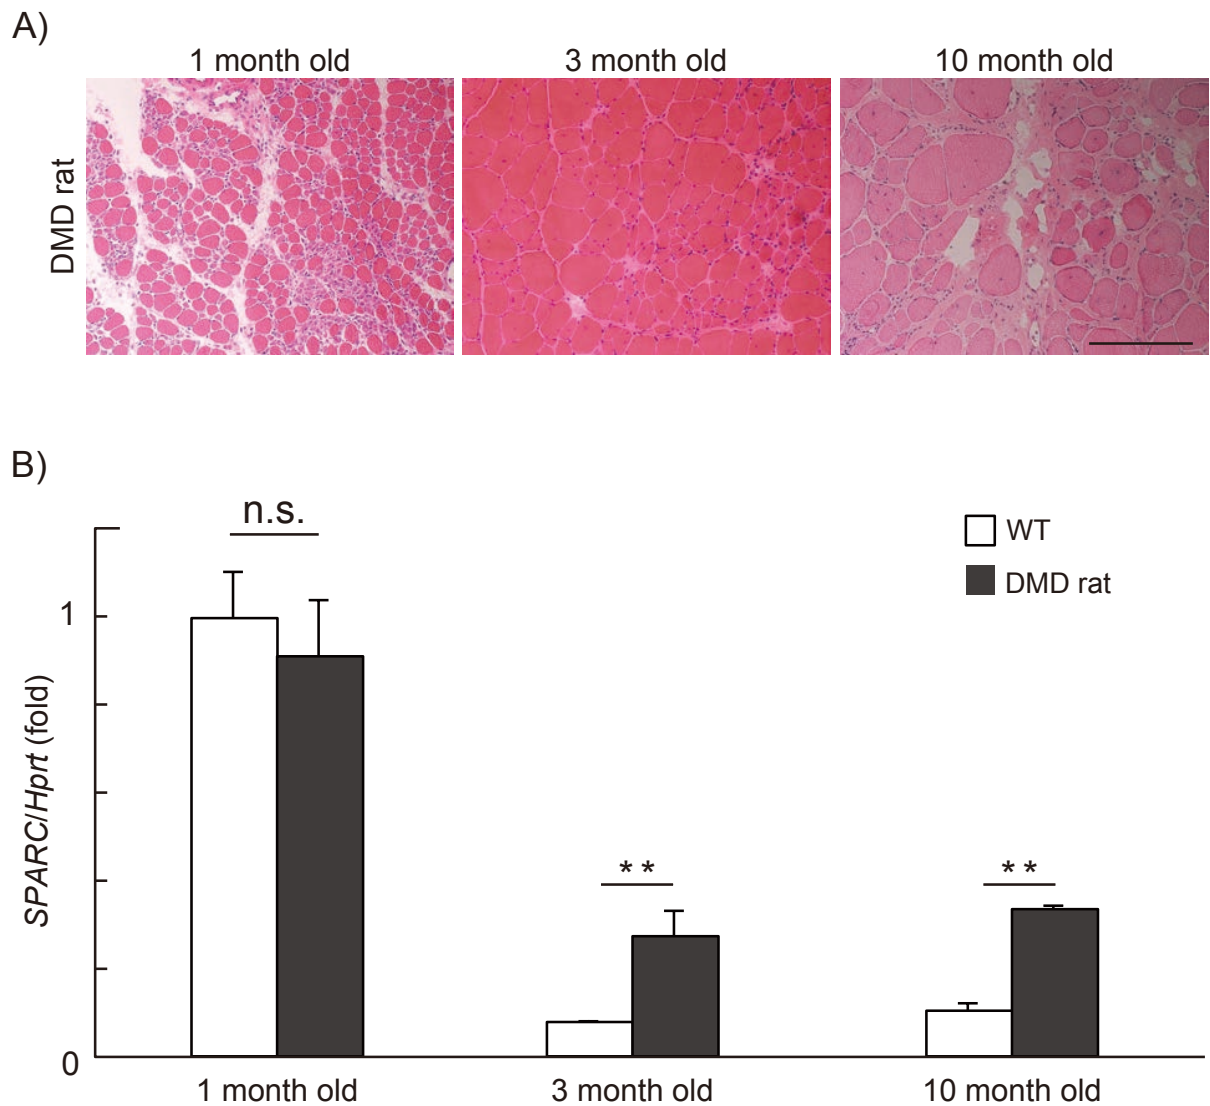 A)
1 month old
3 month old
10 month old
DMD rat
B)
n.s.
WT
DMD rat
1
**
**
SPARC/Hprt (fold)
0
1 month old
3 month old
10 month old